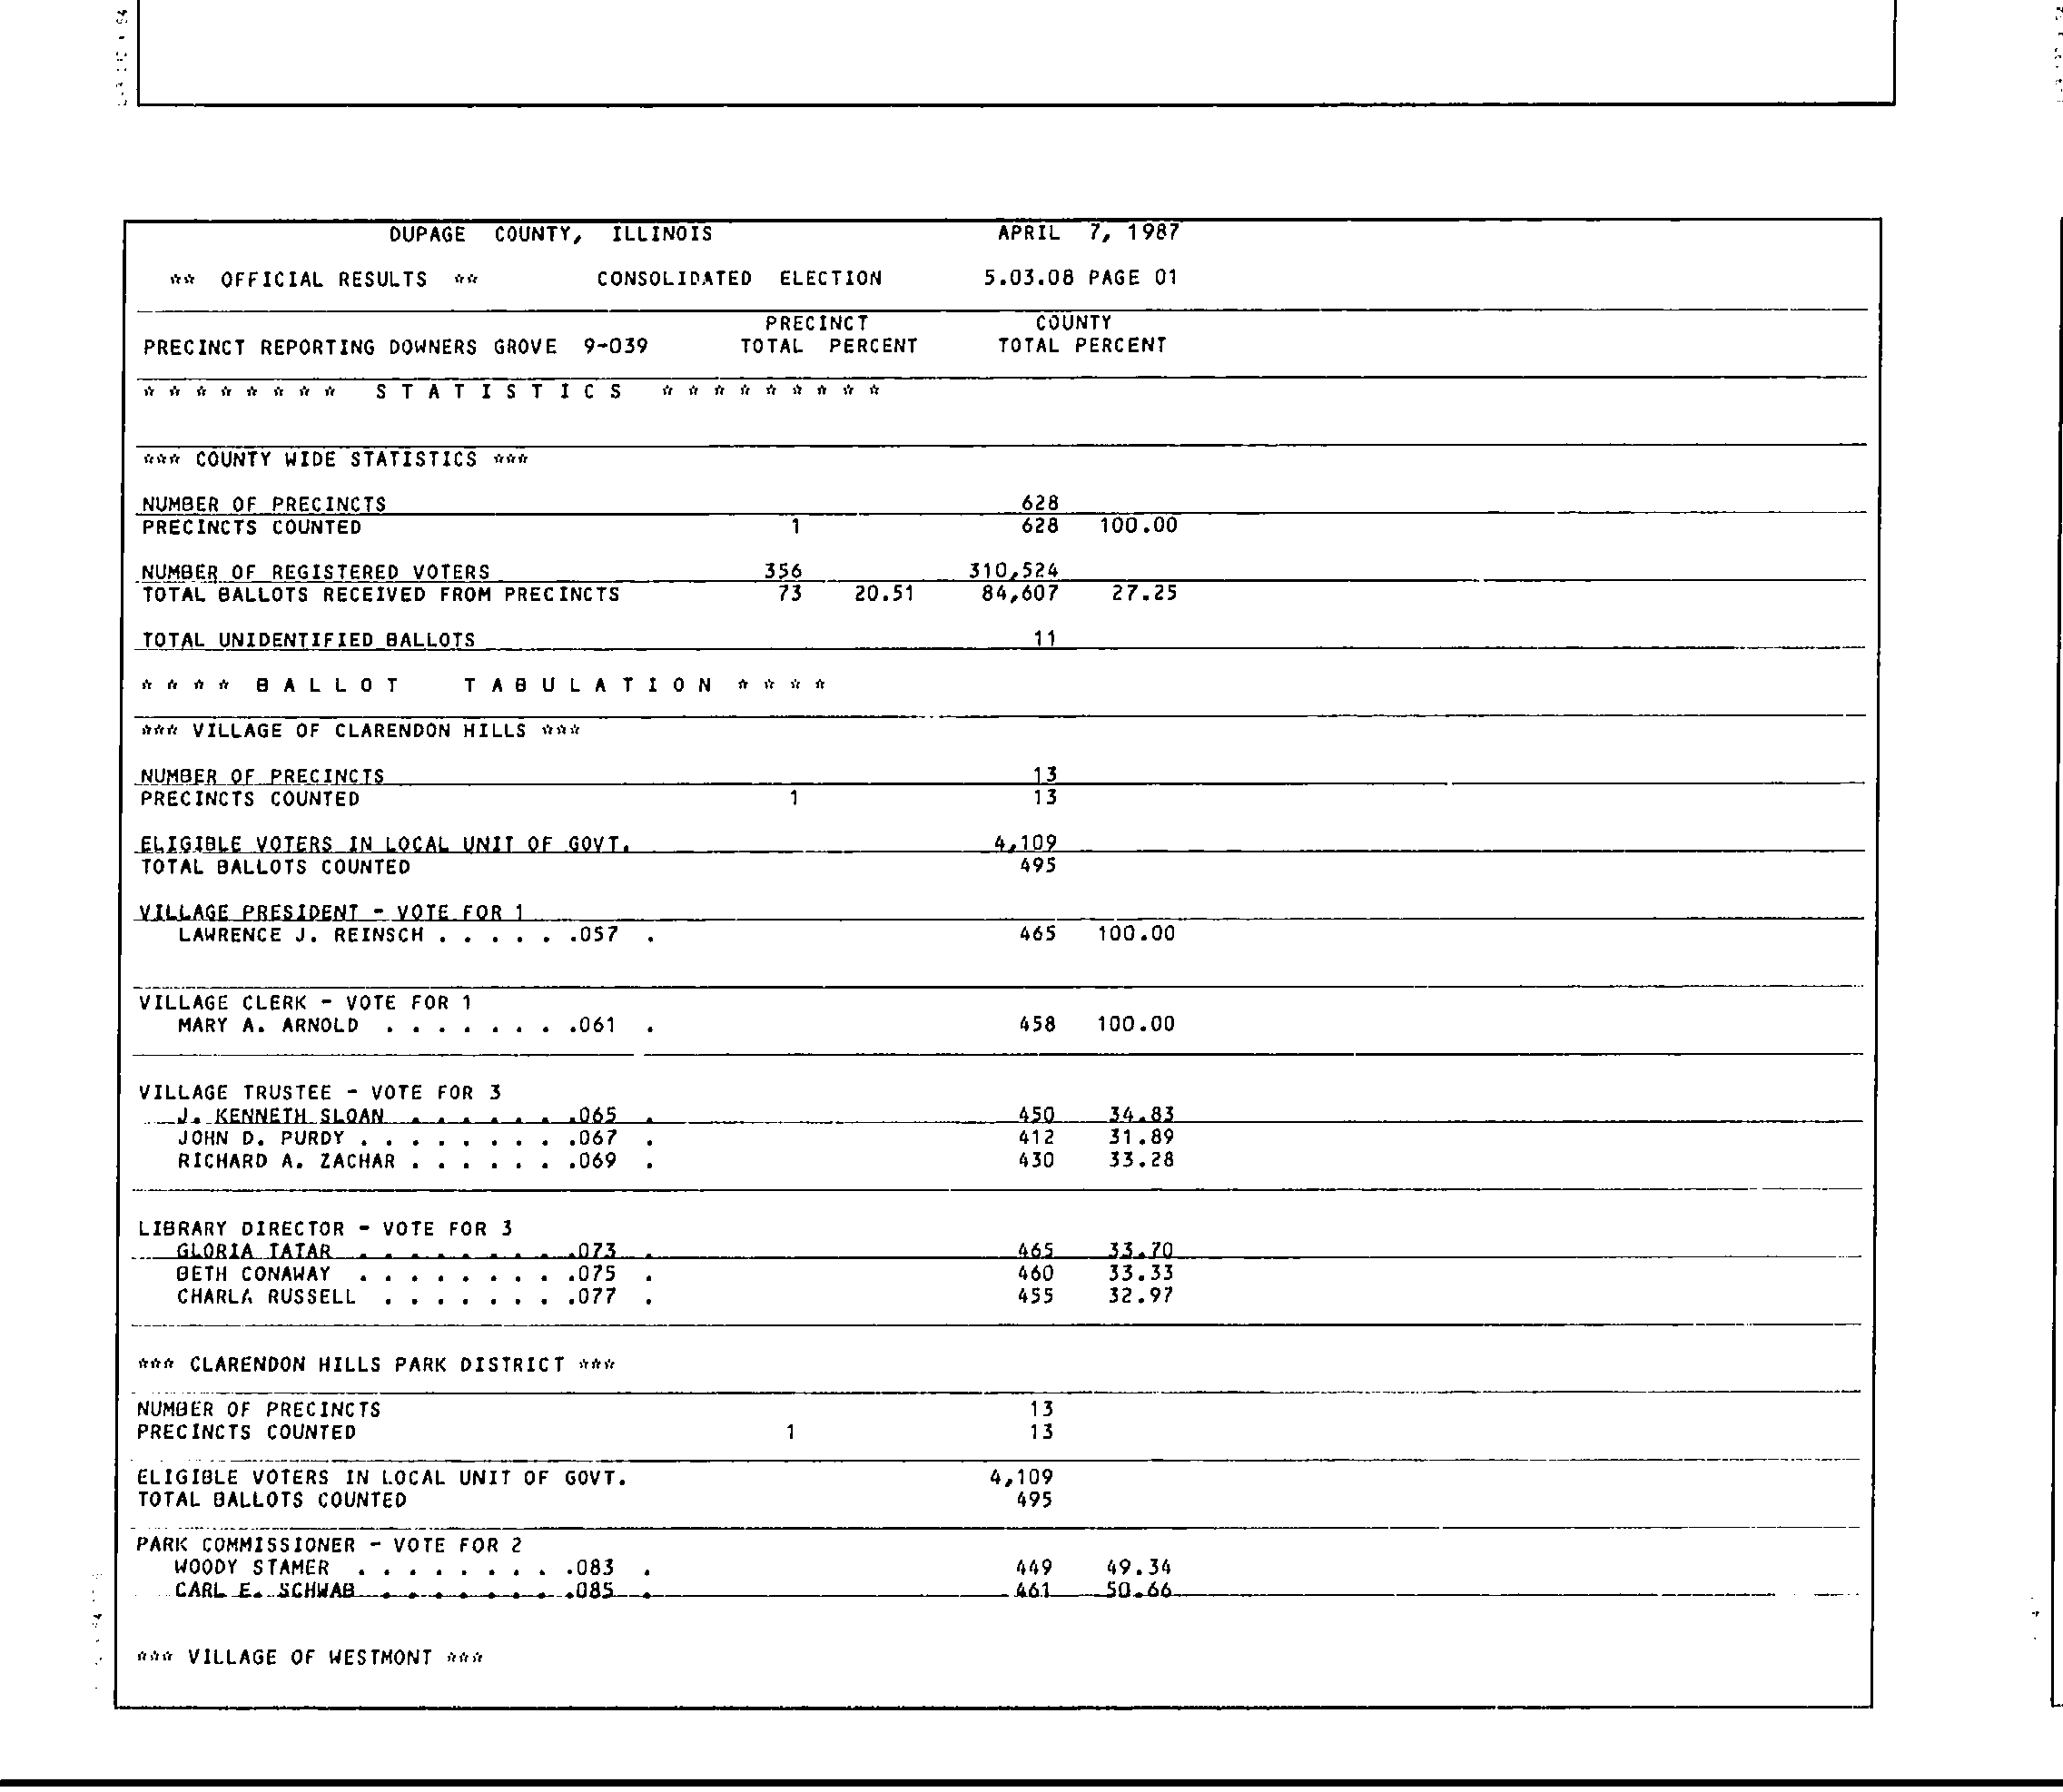 DUPAGE COUNTY, ILLINOIS APRIL 7, 1987
** OFFICIAL RESULTS ** CONSOLIDATED ELECTION 5.03.08 PAGE 01
PRECINCT COUNTY
PRECINCT REPORTING DOWNERS GROVE 9-039 TOTAL PERCENT TOTAL PERCENT
* * * * * * * * S T A T I S T I C S * * * * * * * * *
*** COUNTY WIDE STATISTICS ***
NUMBER OF PRECINCTS 628
PRECINCTS COUNTED 1 628 100.00
NUMBER OF REGISTERED VOTERS 356 310,524
TOTAL BALLOTS RECEIVED FROM PRECINCTS 73 20.51 84,607 27.25
TOTAL UNIDENTIFIED BALLOTS 11
* * * * B A L L O T T A B U L A T I O N * * * *
*** VILLAGE OF CLARENDON HILLS ***
NUMBER OF PRECINCTS 13
PRECINCTS COUNTED 1 13
ELIGIBLE VOTERS IN LOCAL UNIT OF GOVT. 4,109
TOTAL BALLOTS COUNTED 495
VILLAGE PRESIDENT - VOTE FOR 1
LAWRENCE J. REINSCH . . . . . .057 . 465 100.00
VILLAGE CLERK - VOTE FOR 1
MARY A. ARNOLD . . . . . . . .061 . 458 100.00
VILLAGE TRUSTEE - VOTE FOR 3
J. KENNETH SLOAN . . . . . . .065 . 450 34.83
JOHN D. PURDY . . . . . . . . .067 . 412 31.89
RICHARD A. ZACHAR . . . . . . .069 . 430 33.28
LIBRARY DIRECTOR - VOTE FOR 3
GLORIA TATAR . . . . . . . . .073 . 465 33.70
BETH CONAWAY . . . . . . . . .075 . 460 33.33
CHARLA RUSSELL . . . . . . . .077 . 455 32.97
*** CLARENDON HILLS PARK DISTRICT ***
NUMBER OF PRECINCTS 13
PRECINCTS COUNTED 1 13
ELIGIBLE VOTERS IN LOCAL UNIT OF GOVT. 4,109
TOTAL BALLOTS COUNTED 495
PARK COMMISSIONER - VOTE FOR 2
WOODY STAMER . . . . . . . . .083 . 449 49.34
CARL E. SCHWAB . . . . . . . .085 . 461 50.66
*** VILLAGE OF WESTMONT ***